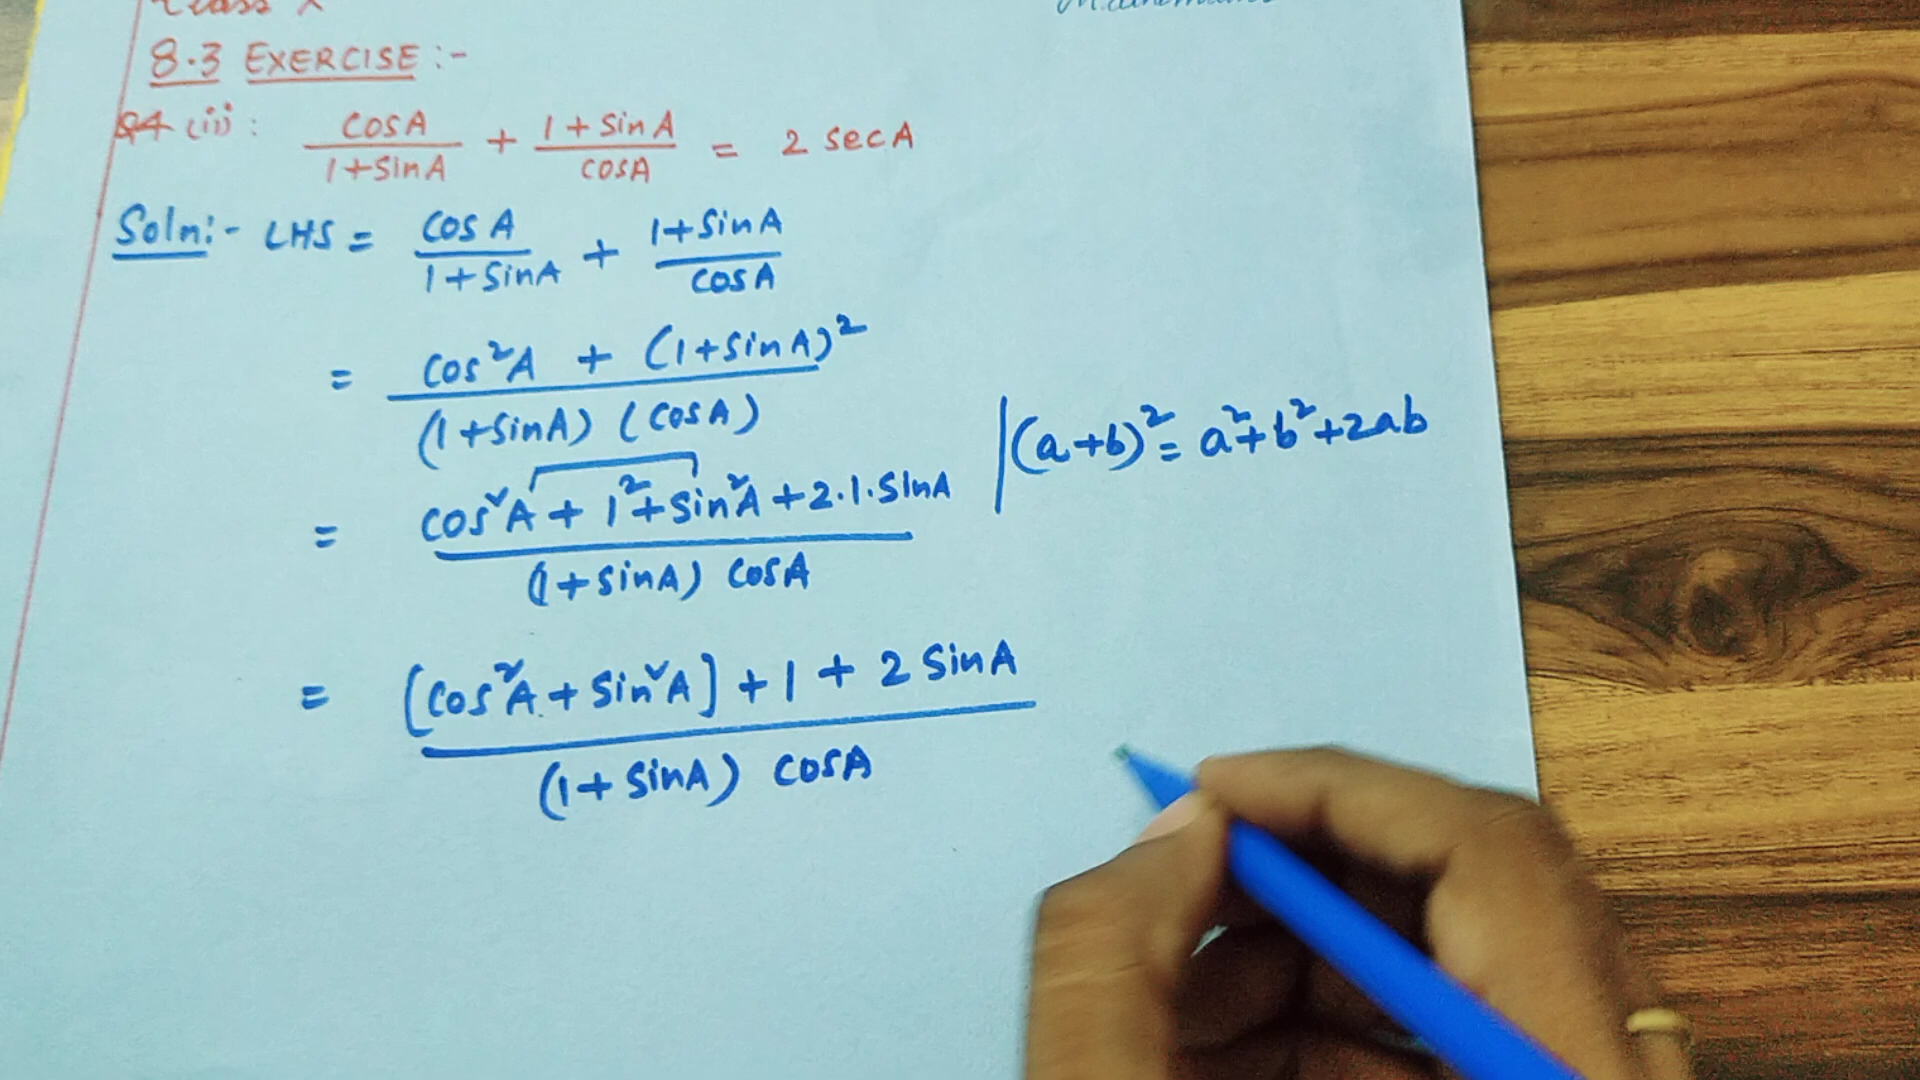 Class X
8.3 EXERCISE :-
Q4 (ii) : cosA/1+sinA + 1+sinA/cosA = 2 secA
Soln:- LHS = cosA/1+sinA + 1+sinA/cosA
= cos²A + (1+sinA)²/(1+sinA) (cosA)
= cos²A + 1²+sin²A+2.1.sinA/(1+sinA) cosA |(a+b)²= a²+b²+2ab
= [cos²A+sin²A]+1+2 sinA/(1+sinA) cosA